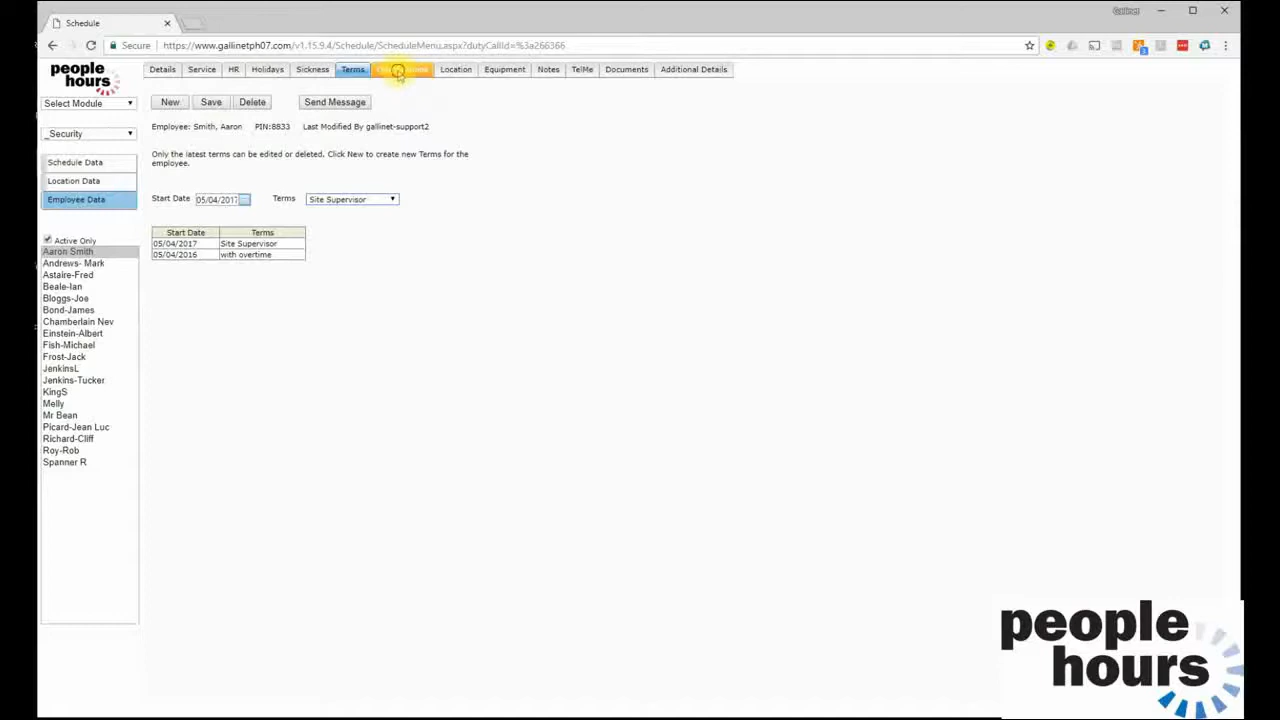 Schedule
Gallinet
Secure
https://www.gallinetph07.com/v1.15.9.4/Schedule/ScheduleMenu.aspx?dutyCallId=%3a266366
people
hours
Details Service HR Holidays Sickness Terms Location Equipment Notes TelMe Documents Additional Details
Select Module
New Save Delete Send Message
Employee: Smith, Aaron PIN:8833 Last Modified By gallinet-support2
_Security
Only the latest terms can be edited or deleted. Click New to create new Terms for the
employee.
Schedule Data
Location Data
Employee Data
Start Date 05/04/2017 Terms Site Supervisor
Start Date Terms
05/04/2017 Site Supervisor
05/04/2016 with overtime
Active Only
Aaron Smith
Andrews- Mark
Astaire-Fred
Beale-Ian
Bloggs-Joe
Bond-James
Chamberlain Nev
Einstein-Albert
Fish-Michael
Frost-Jack
JenkinsL
Jenkins-Tucker
KingS
Melly
Mr Bean
Picard-Jean Luc
Richard-Cliff
Roy-Rob
Spanner R
people
hours